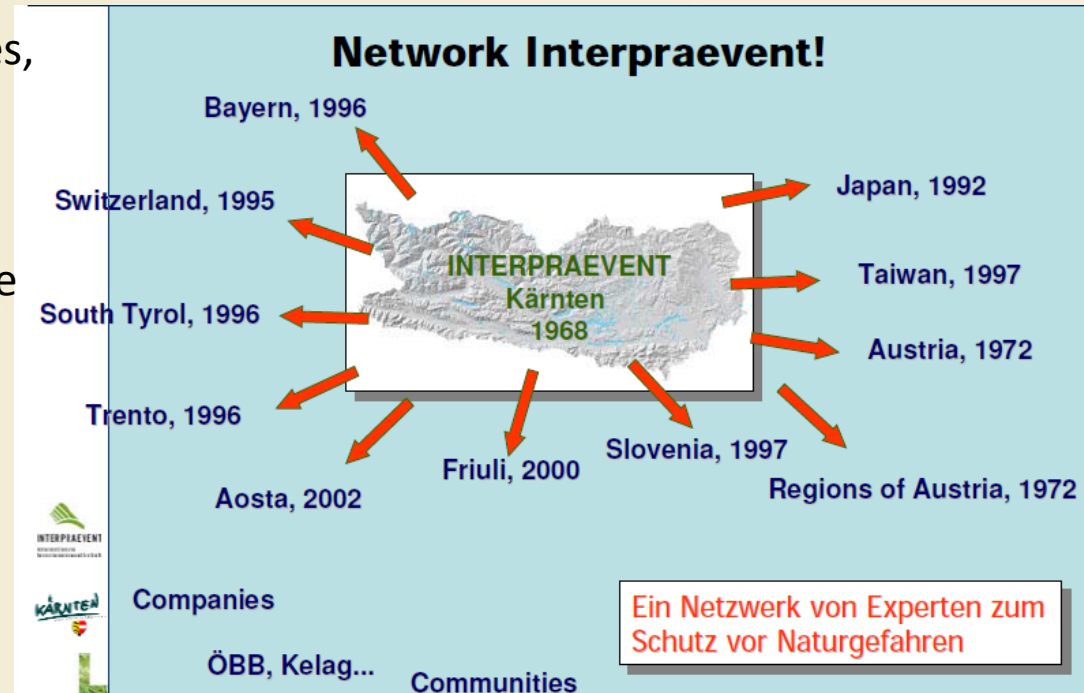 es,
e
Network Interpraevent!
Bayern, 1996
Switzerland, 1995
Japan, 1992
INTERPRAEVENT
Kärnten
1968
Taiwan, 1997
South Tyrol, 1996
Austria, 1972
Trento, 1996
Slovenia, 1997
Friuli, 2000
Aosta, 2002
Regions of Austria, 1972
INTERPRAEVENT
KÄRNTEN
Companies
Ein Netzwerk von Experten zum
Schutz vor Naturgefahren
ÖBB, Kelag...
Communities